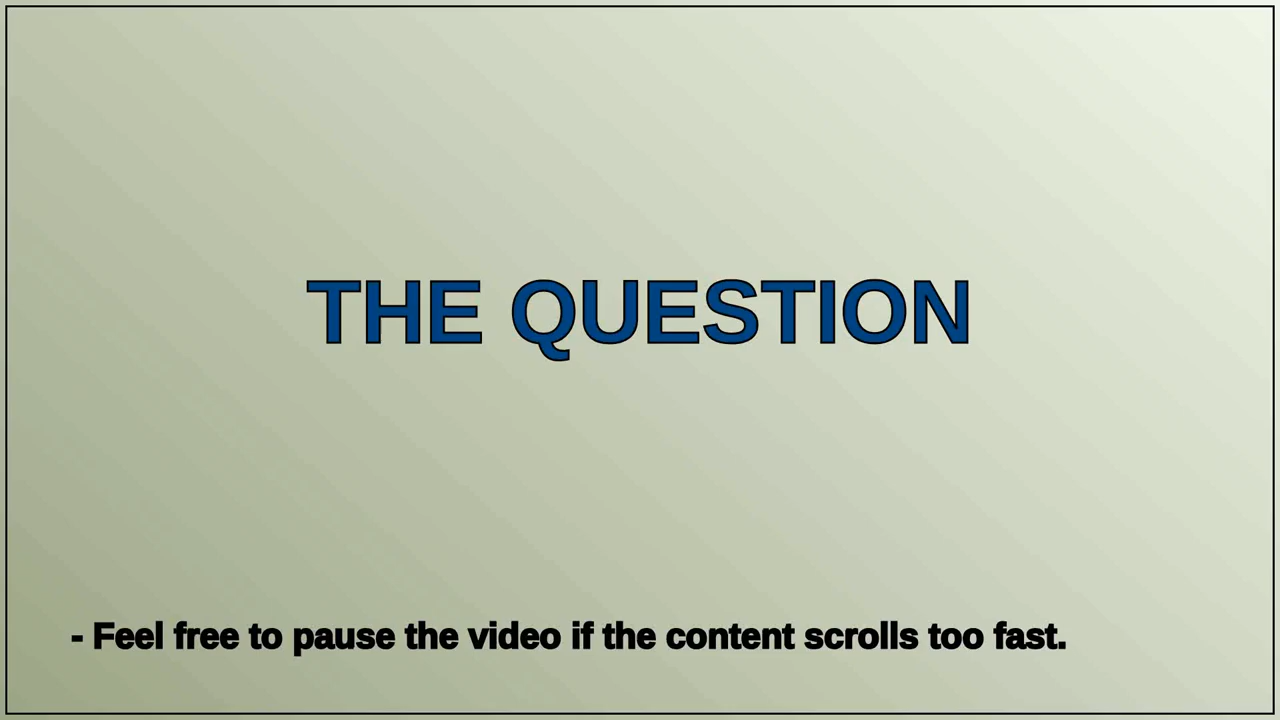 THE QUESTION
- Feel free to pause the video if the content scrolls too fast.